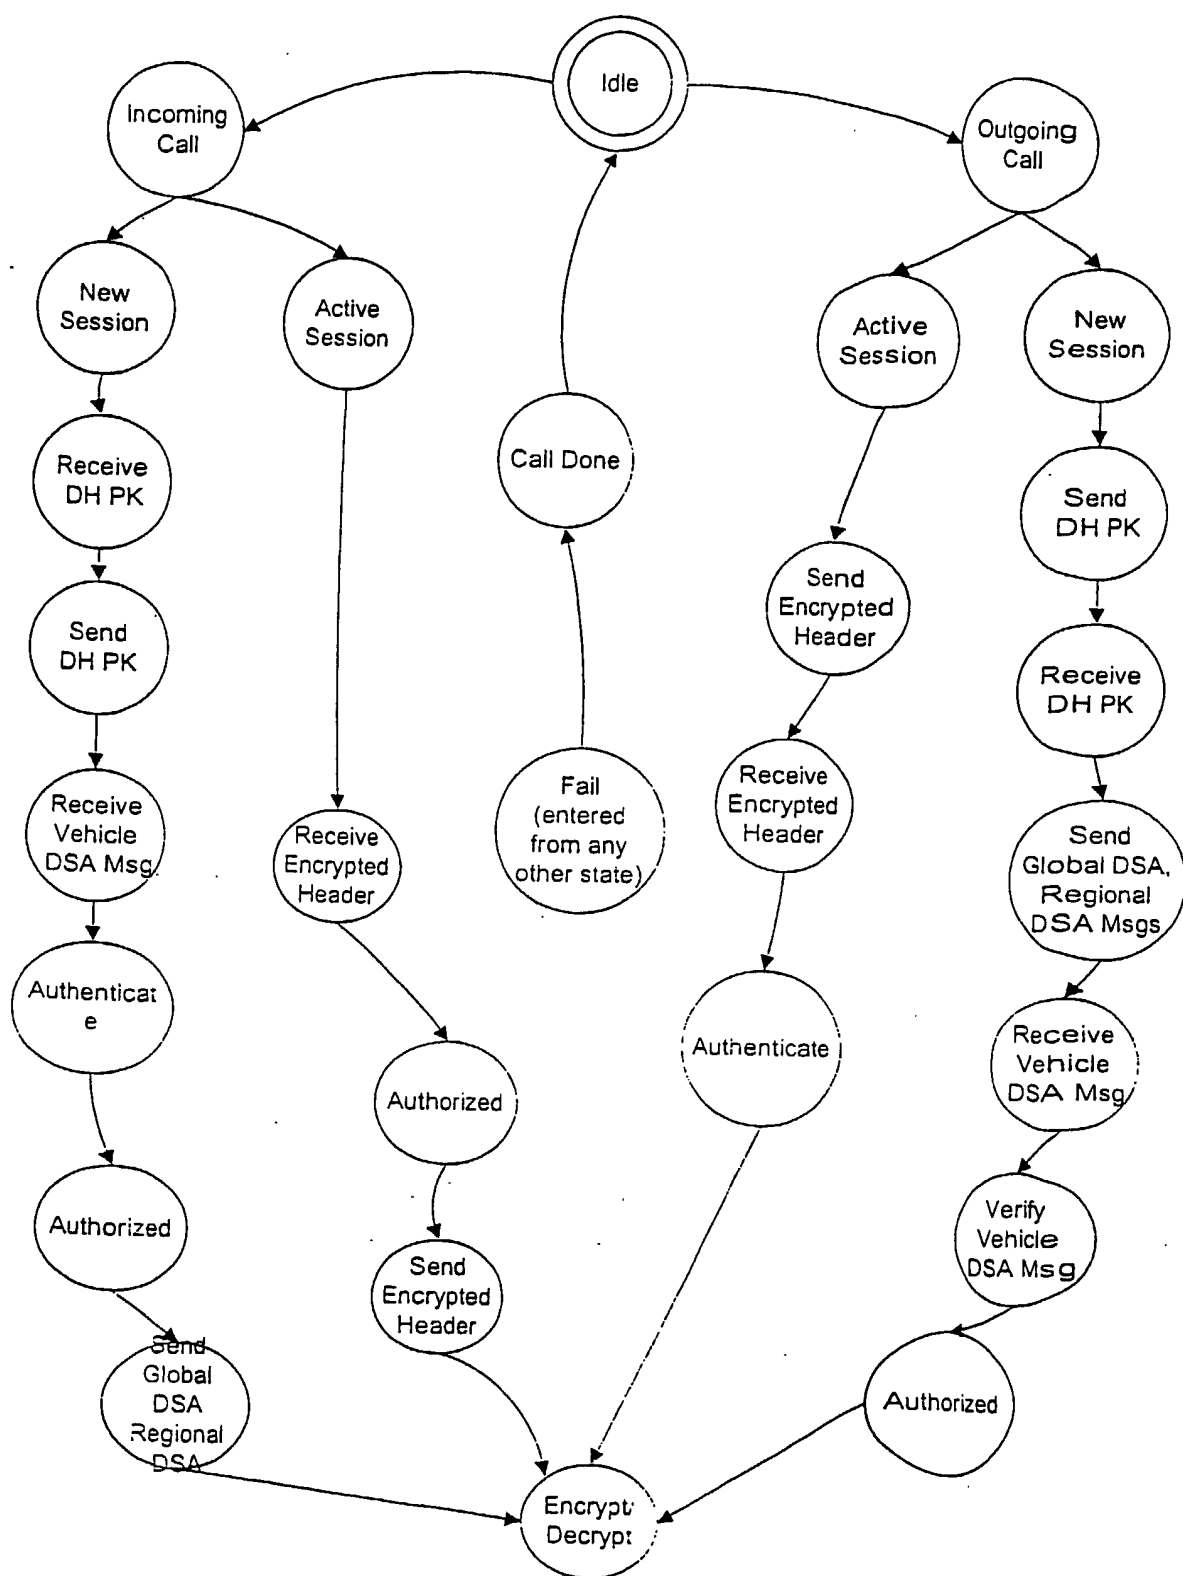 Idle
Incoming
Call
Outgoing
Call
New
Session
Active
Session
Active
Session
New
Session
Receive
DH PK
Call Done
Send
DH PK
Send
DH PK
Send
Encrypted
Header
Receive
DH PK
Receive
Vehicle
DSA Msg
Receive
Encrypted
Header
Fail
(entered
from any
other state)
Receive
Encrypted
Header
Send
Global DSA,
Regional
DSA Msgs
Authenticat
e
Authorized
Authenticate
Receive
Vehicle
DSA Msg
Authorized
Send
Encrypted
Header
Verify
Vehicle
DSA Msg
Send
Global
DSA
Regional
DSA
Authorized
Encrypt/
Decrypt